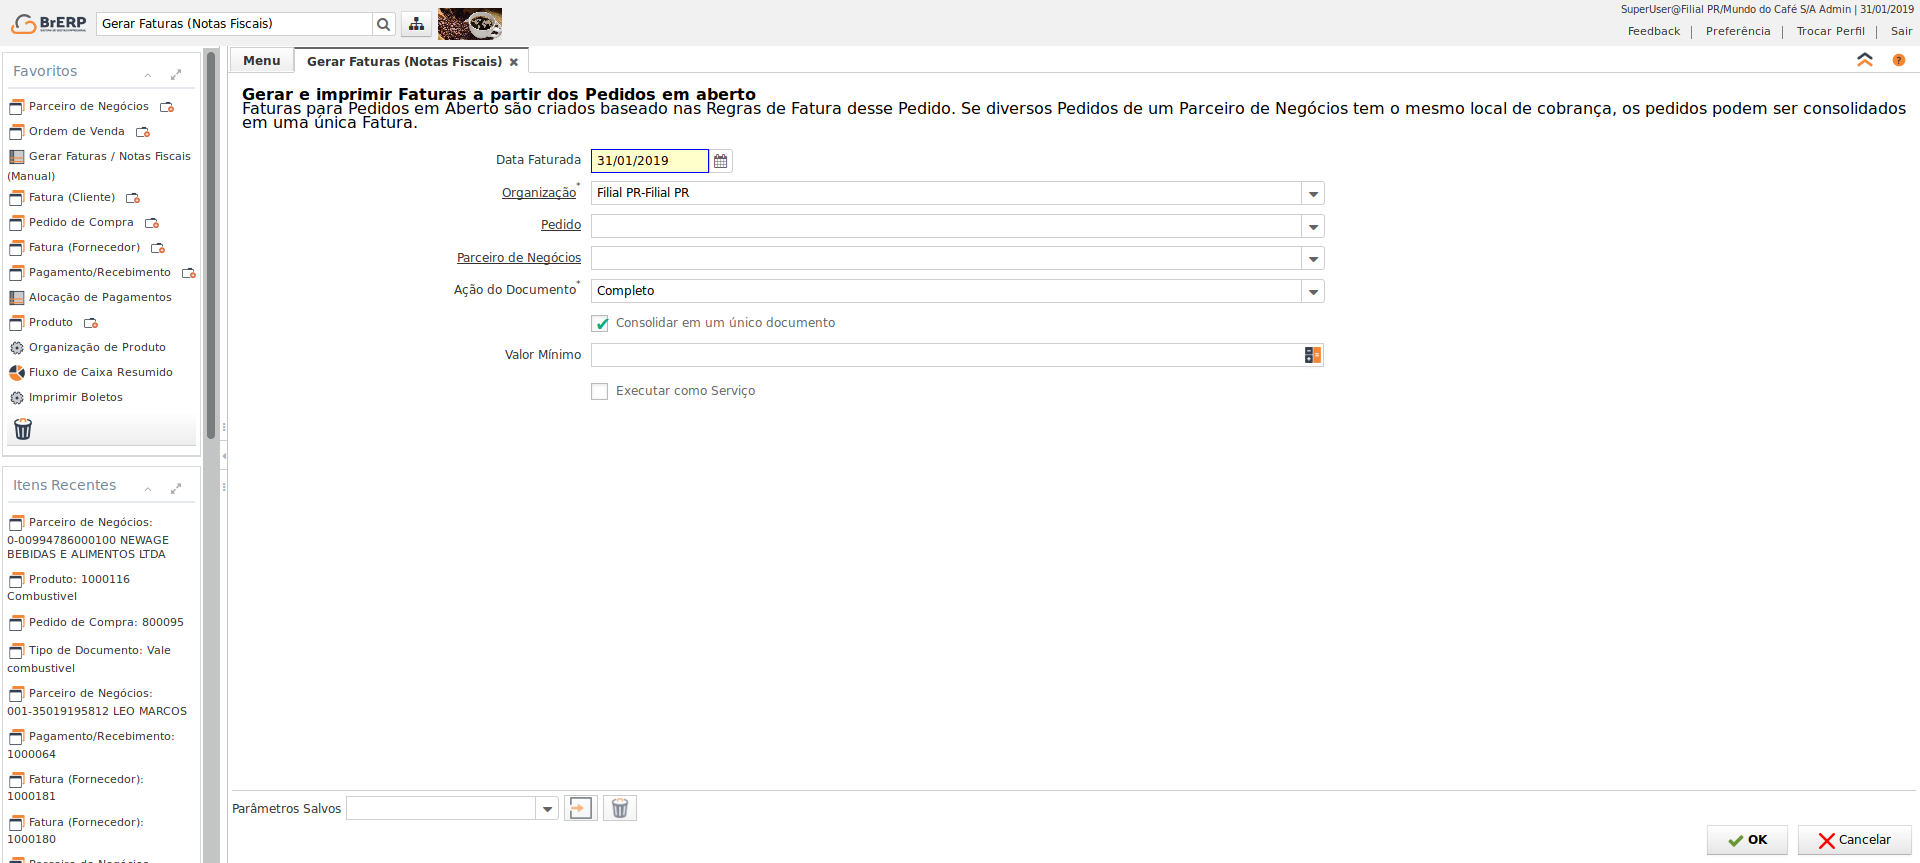 BrERP
Gerar Faturas (Notas Fiscais)
SuperUser@Filial PR/Mundo do Café S/A Admin | 31/01/2019
Feedback | Preferência | Trocar Perfil | Sair
Favoritos
Parceiro de Negócios
Ordem de Venda
Gerar Faturas / Notas Fiscais
(Manual)
Fatura (Cliente)
Pedido de Compra
Fatura (Fornecedor)
Pagamento/Recebimento
Alocação de Pagamentos
Produto
Organização de Produto
Fluxo de Caixa Resumido
Imprimir Boletos
Itens Recentes
Parceiro de Negócios:
0-00994786000100 NEWAGE
BEBIDAS E ALIMENTOS LTDA
Produto: 1000116
Combustivel
Pedido de Compra: 800095
Tipo de Documento: Vale
combustivel
Parceiro de Negócios:
001-35019195812 LEO MARCOS
Pagamento/Recebimento:
1000064
Fatura (Fornecedor):
1000181
Fatura (Fornecedor):
1000180
Menu
Gerar Faturas (Notas Fiscais)
Gerar e imprimir Faturas a partir dos Pedidos em aberto
Faturas para Pedidos em Aberto são criados baseado nas Regras de Fatura desse Pedido. Se diversos Pedidos de um Parceiro de Negócios tem o mesmo local de cobrança, os pedidos podem ser consolidados
em uma única Fatura.
Data Faturada 31/01/2019
Organização* Filial PR-Filial PR
Pedido
Parceiro de Negócios
Ação do Documento* Completo
Consolidar em um único documento
Valor Mínimo
Executar como Serviço
Parâmetros Salvos
OK
Cancelar